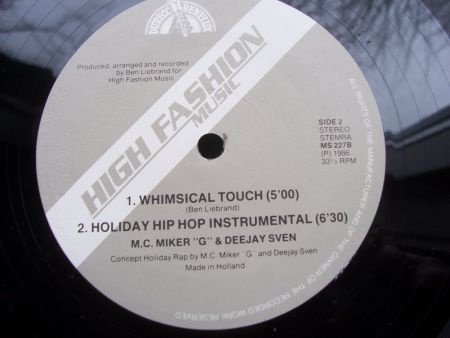 DURECO BENELUX
Produced, arranged and recorded
by Ben Liebrand for
High Fashion Music
HIGH FASHION
MUSIC
SIDE 2
STEREO
STEMRA
MS 227B
(P) 1986
33⅓ RPM
1. WHIMSICAL TOUCH (5'00)
(Ben Liebrand)
2. HOLIDAY HIP HOP INSTRUMENTAL (6'30)
M.C. MIKER "G" & DEEJAY SVEN
Concept Holiday Rap by M.C. Miker "G" and Deejay Sven
Made in Holland
ALL RIGHTS OF THE MANUFACTURER AND OF THE OWNER OF THE RECORDED WORK RESERVED